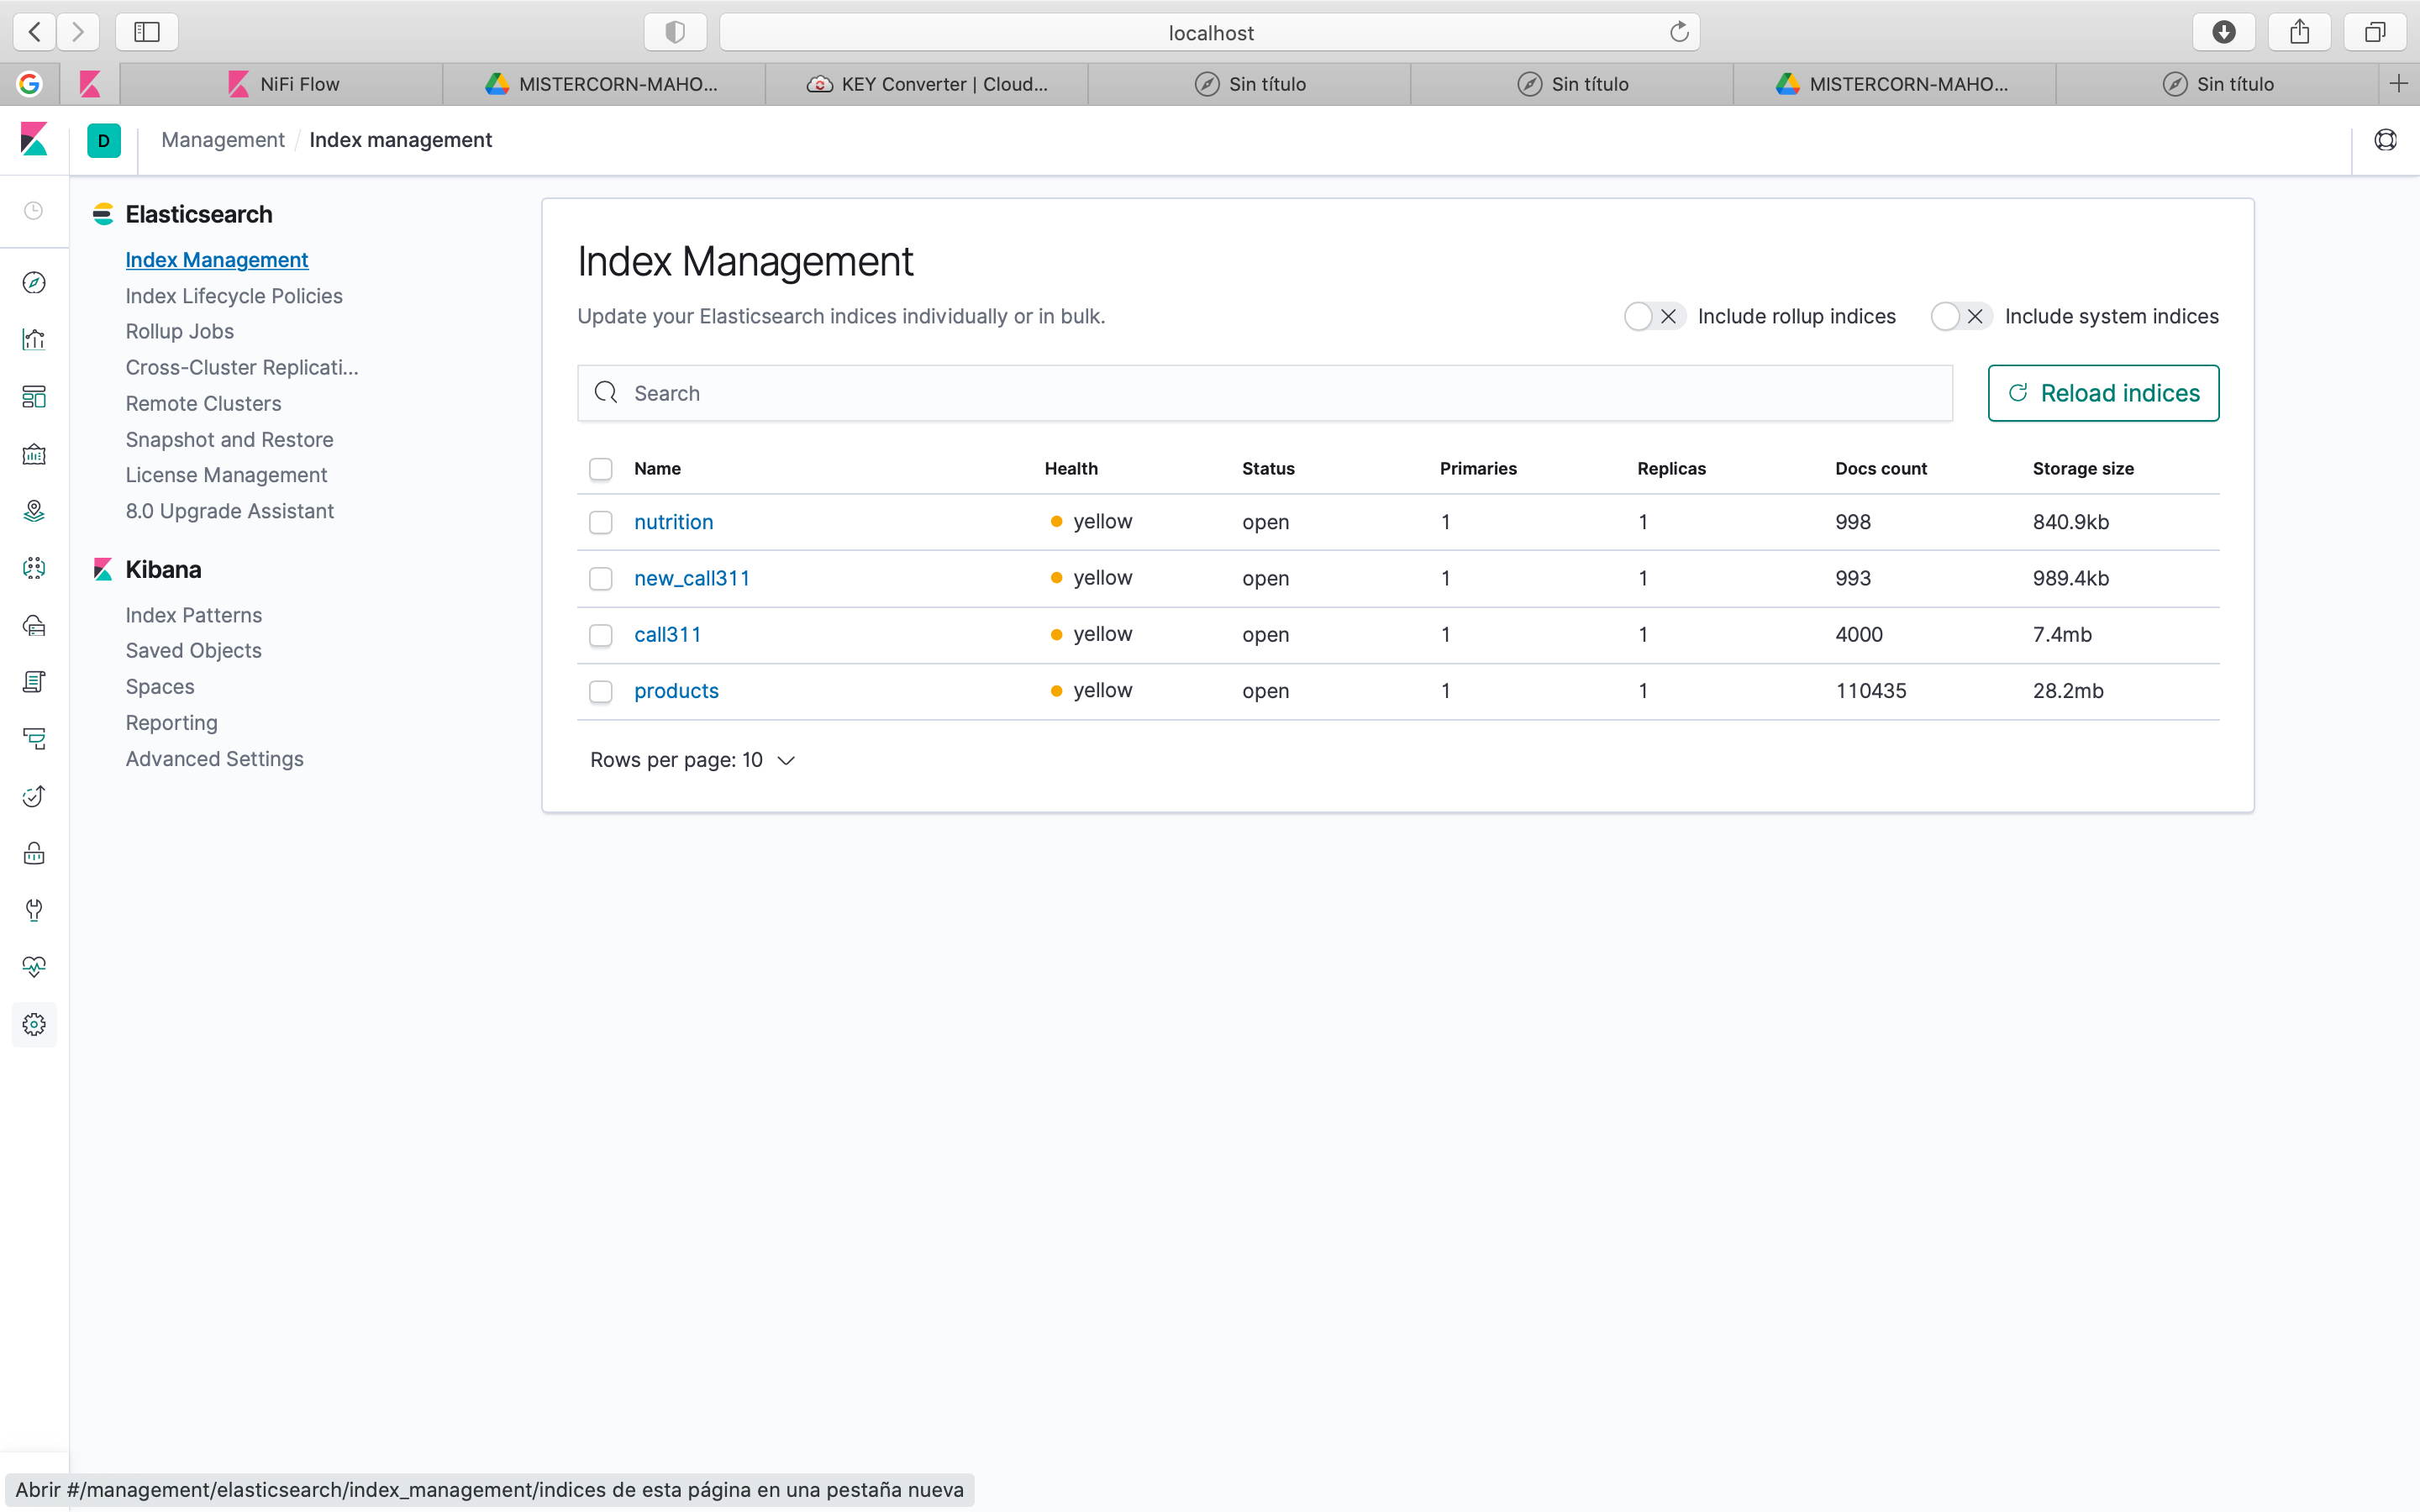 localhost
NiFi Flow
MISTERCORN-MAHO...
KEY Converter | Cloud...
Sin título
Sin título
MISTERCORN-MAHO...
Sin título
D
Management / Index management
Elasticsearch
Index Management
Index Lifecycle Policies
Rollup Jobs
Cross-Cluster Replicati...
Remote Clusters
Snapshot and Restore
License Management
8.0 Upgrade Assistant
Kibana
Index Patterns
Saved Objects
Spaces
Reporting
Advanced Settings
Index Management
Update your Elasticsearch indices individually or in bulk.
Include rollup indices
Include system indices
Search
Reload indices
Name Health Status Primaries Replicas Docs count Storage size
nutrition yellow open 1 1 998 840.9kb
new_call311 yellow open 1 1 993 989.4kb
call311 yellow open 1 1 4000 7.4mb
products yellow open 1 1 110435 28.2mb
Rows per page: 10
Abrir #/management/elasticsearch/index_management/indices de esta página en una pestaña nueva